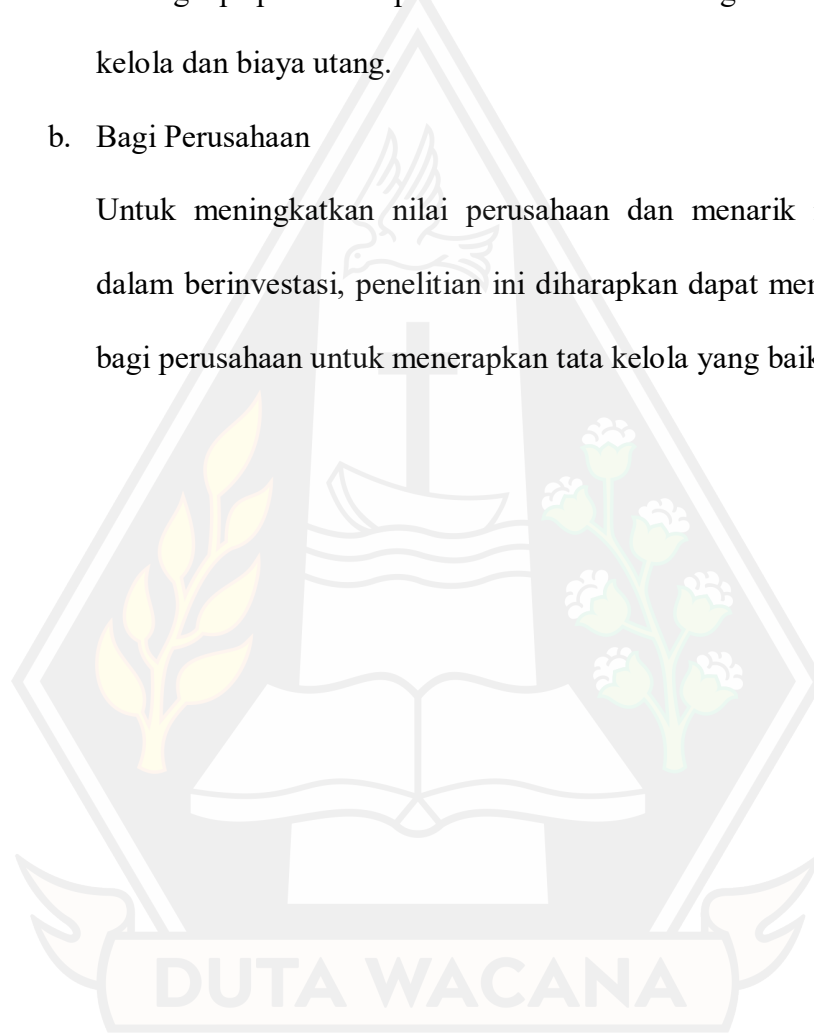 kelola dan biaya utang.
b. Bagi Perusahaan
Untuk meningkatkan nilai perusahaan dan menarik
dalam berinvestasi, penelitian ini diharapkan dapat
bagi perusahaan untuk menerapkan tata kelola yang baik
DUTA WACANA